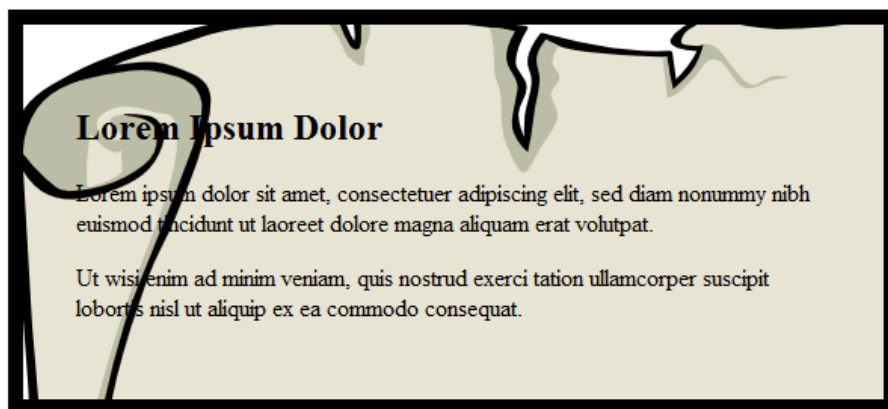 Lorem Ipsum Dolor
Lorem ipsum dolor sit amet, consectetuer adipiscing elit, sed diam nonummy nibh
euismod tincidunt ut laoreet dolore magna aliquam erat volutpat.
Ut wisi enim ad minim veniam, quis nostrud exerci tation ullamcorper suscipit
lobortis nisl ut aliquip ex ea commodo consequat.